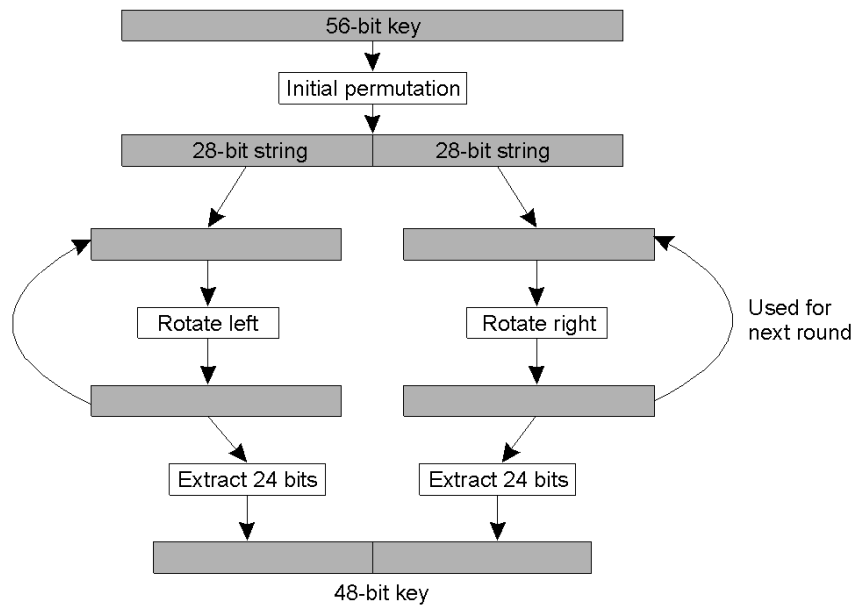 56-bit key
Initial permutation
28-bit string
28-bit string
Rotate left
Rotate right
Used for
next round
Extract 24 bits
Extract 24 bits
48-bit key